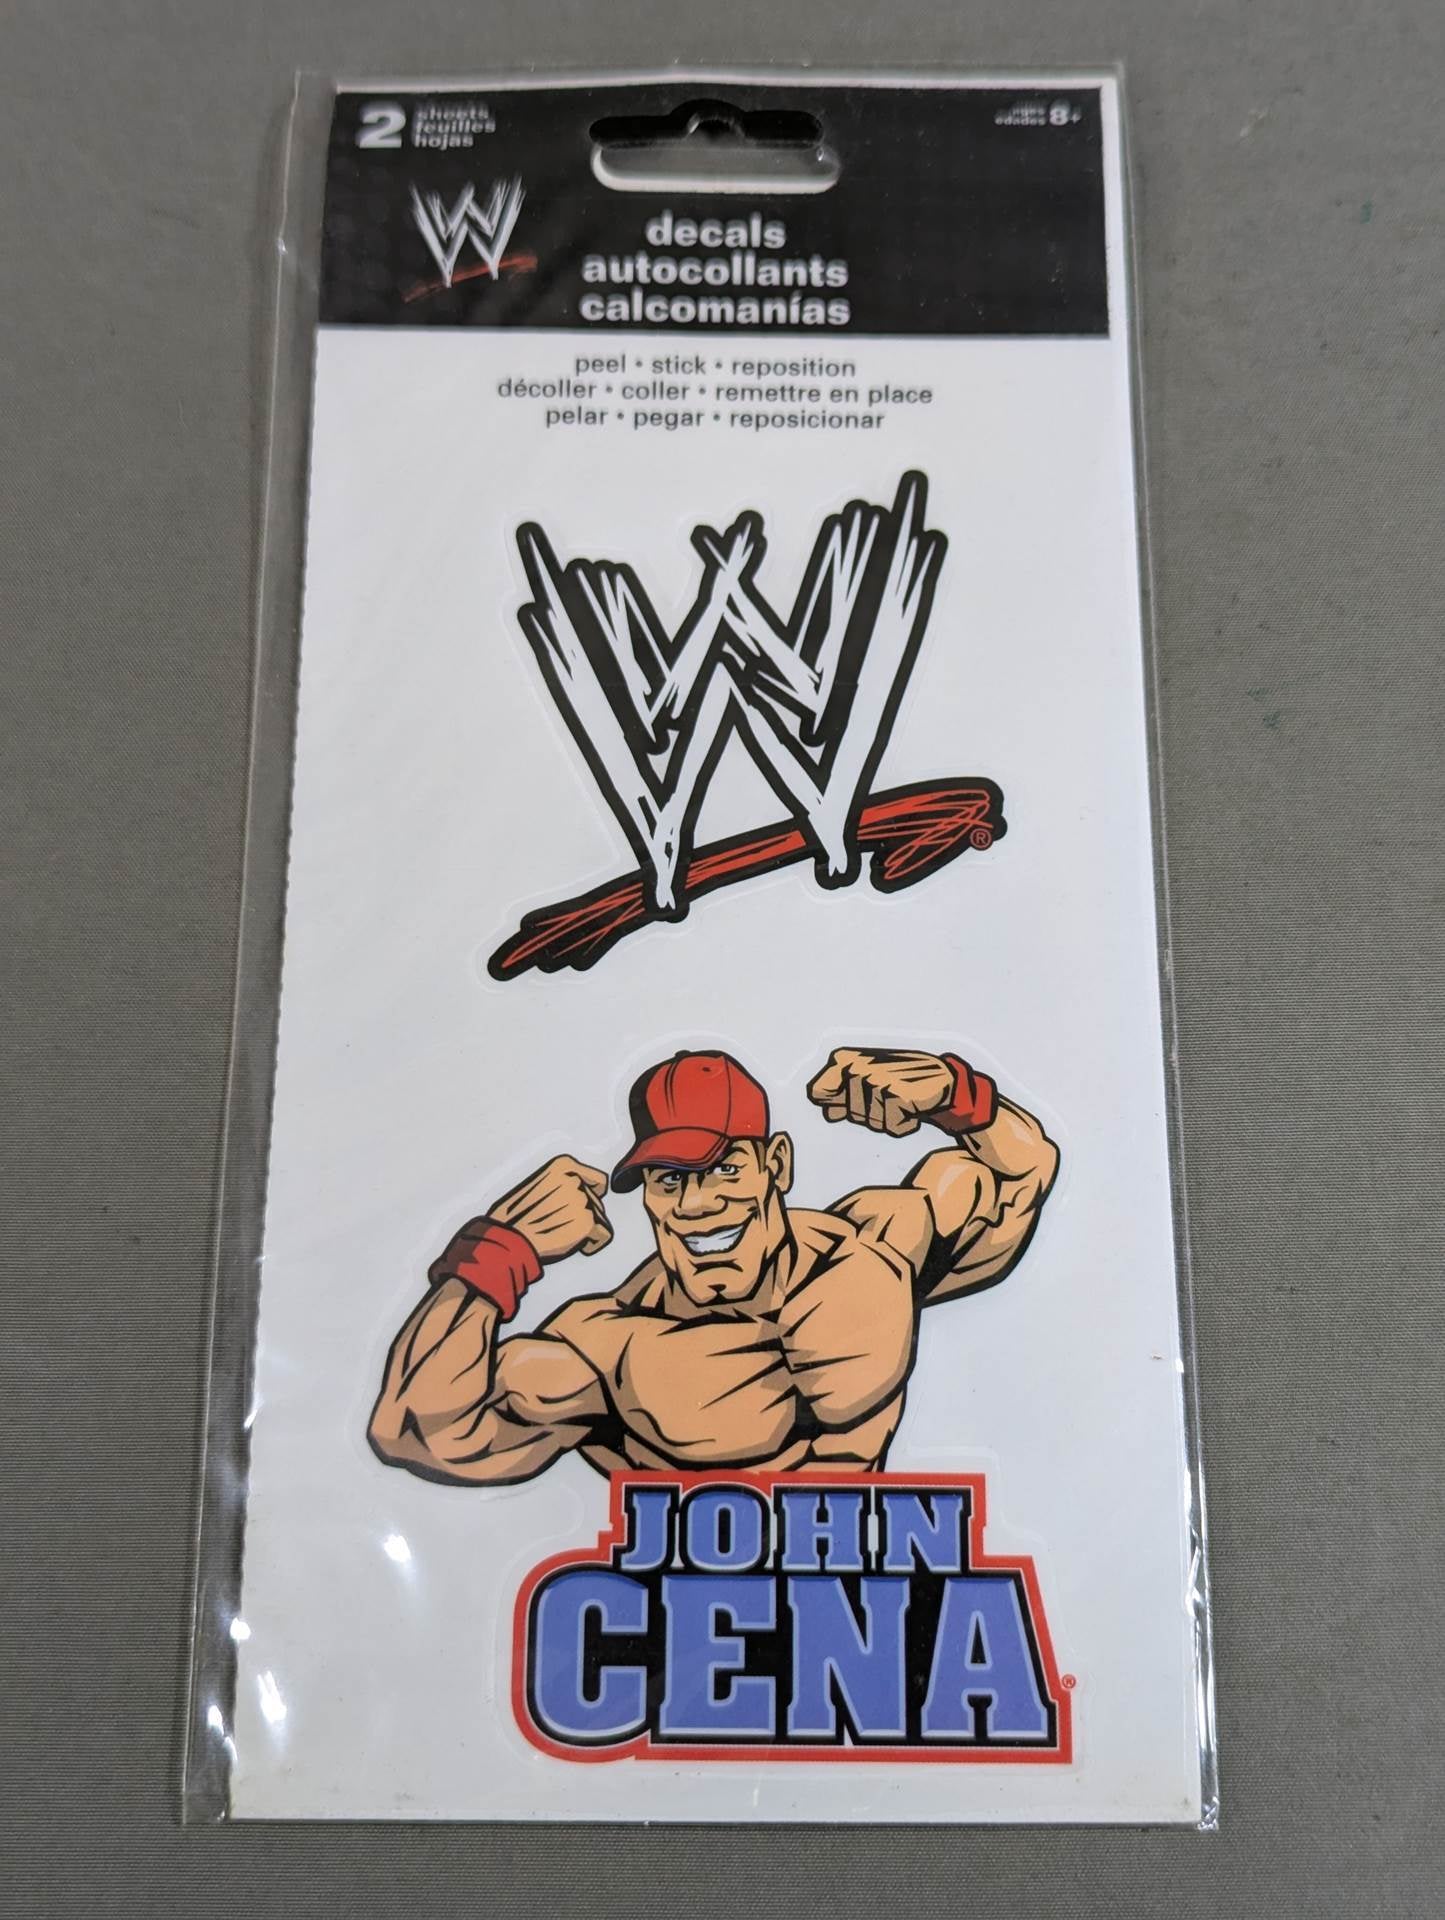 2 sheets
feuilles
hojas
ages
edades 8+
W
decals
autocollants
calcomanías
peel • stick • reposition
décoller • coller • remettre en place
pelar • pegar • reposicionar
W
®
JOHN
CENA
®